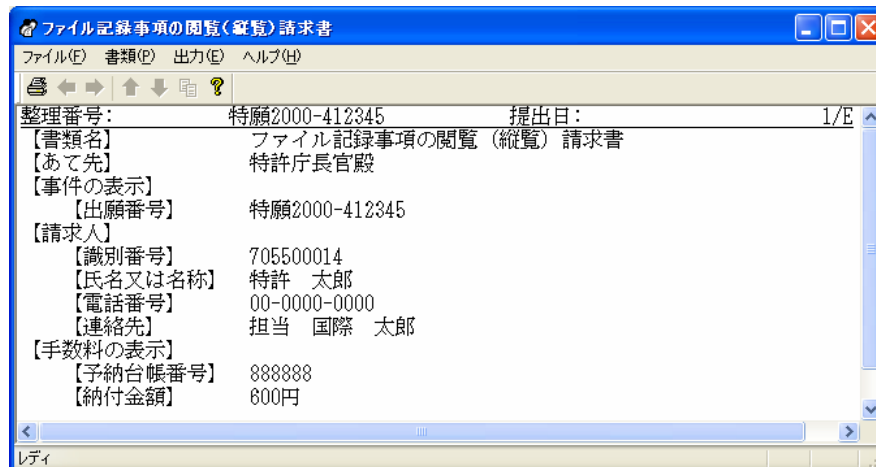 ファイル記録事項の閲覧(縦覧)請求書
ファイル(F) 書類(P) 出力(E) ヘルプ(H)
整理番号: 特願2000-412345 提出日: 1/E
【書類名】 ファイル記録事項の閲覧(縦覧)請求書
【あて先】 特許庁長官殿
【事件の表示】
【出願番号】 特願2000-412345
【請求人】
【識別番号】 705500014
【氏名又は名称】 特許 太郎
【電話番号】 00-0000-0000
【連絡先】 担当 国際 太郎
【手数料の表示】
【予納台帳番号】 888888
【納付金額】 600円
レディ